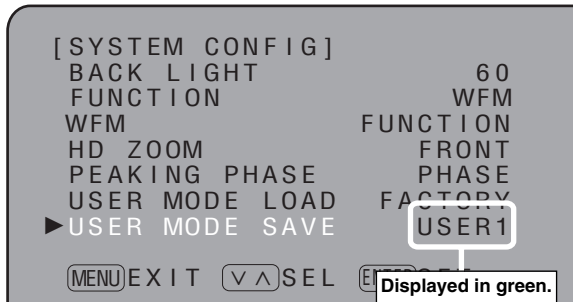 [SYSTEM CONFIG]
BACK LIGHT 60
FUNCTION WFM
WFM FUNCTION
HD ZOOM FRONT
PEAKING PHASE PHASE
USER MODE LOAD FACTORY
▶USER MODE SAVE USER1
MENU EXIT ∨∧ SEL
Displayed in green.